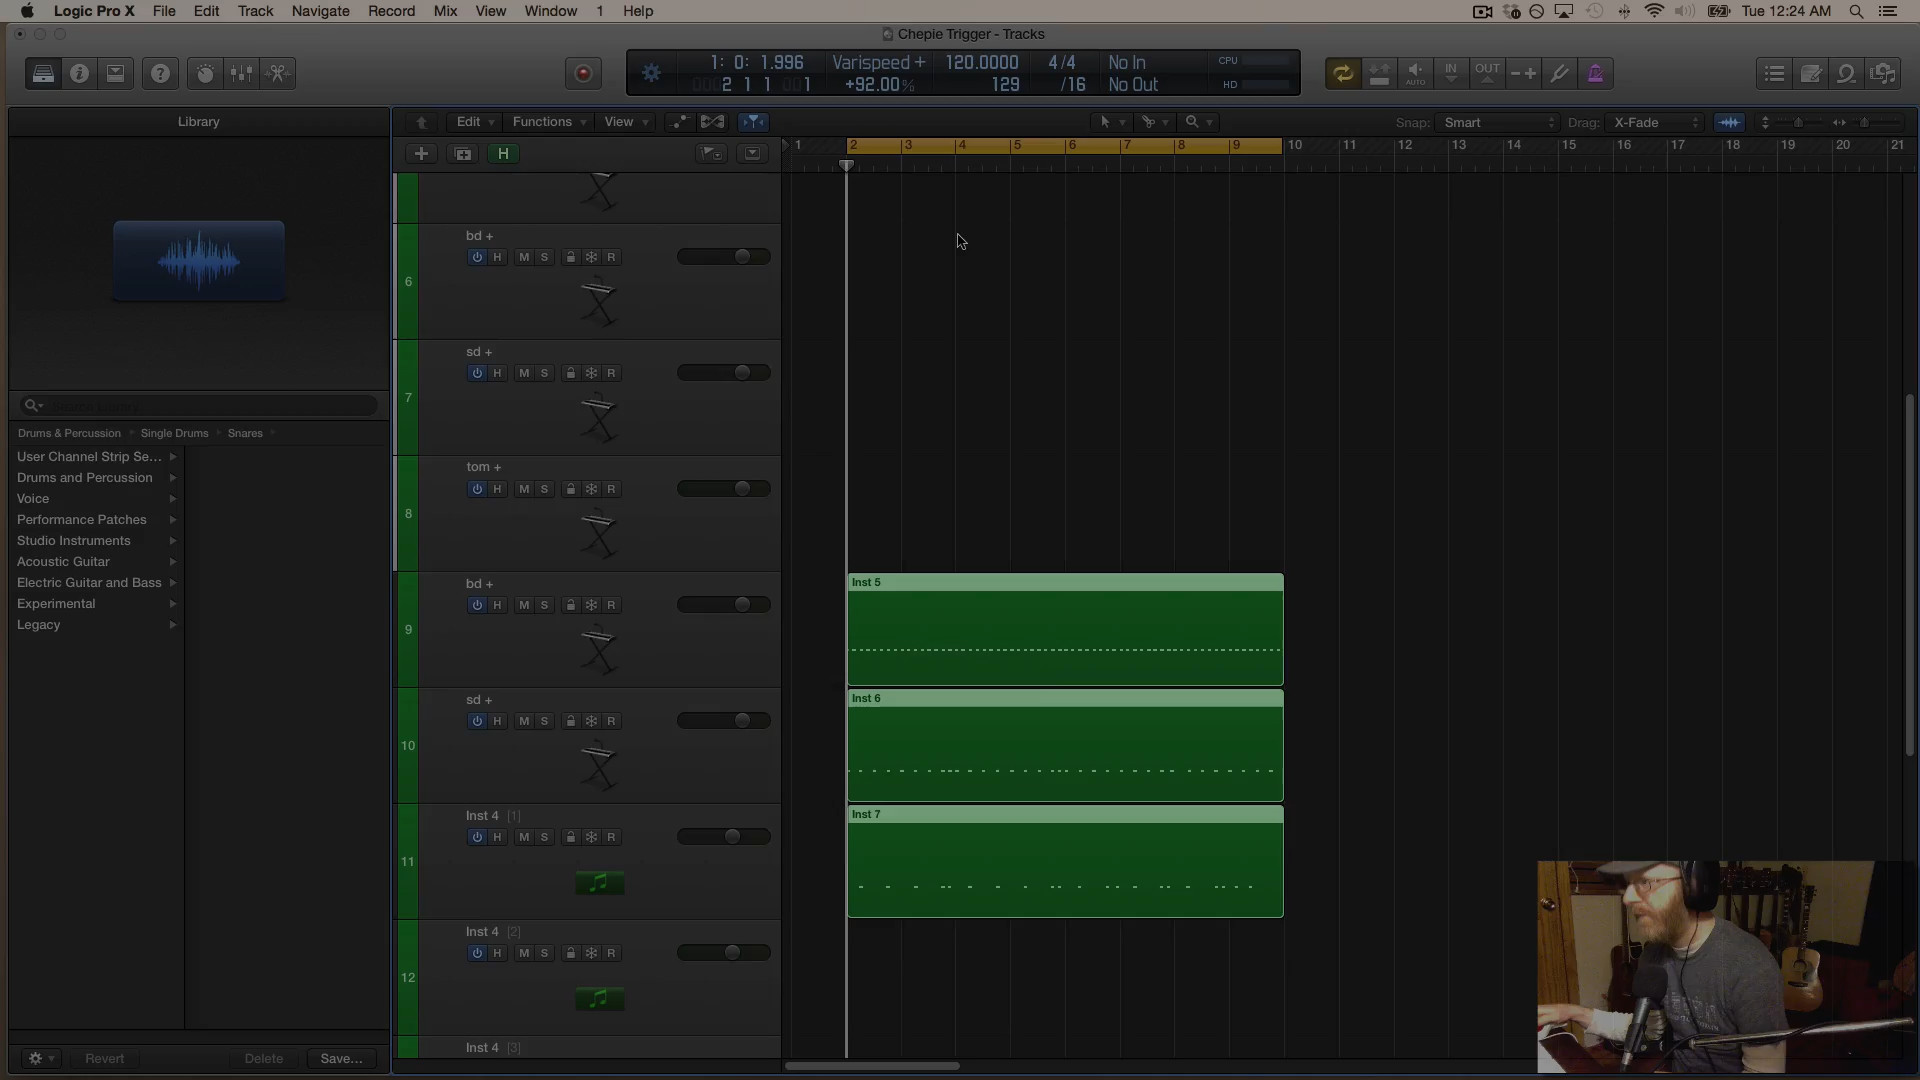 Logic Pro X File Edit Track Navigate Record Mix View Window 1 Help Tue 12:24 AM
Chepie Trigger - Tracks
1: 0: 1.996 Varispeed + 120.0000 4/4 No In CPU
2 1 1 1 +92.00% 129 /16 No Out HD
AUTO IN OUT
Library Edit Functions View Snap: Smart Drag: X-Fade
H
1 2 3 4 5 6 7 8 9 10 11 12 13 14 15 16 17 18 19 20 21
bd +
H M S R
6
sd +
H M S R
7
Drums & Percussion Single Drums Snares
User Channel Strip Se...
Drums and Percussion
Voice
Performance Patches
Studio Instruments
Acoustic Guitar
Electric Guitar and Bass
Experimental
Legacy
tom +
H M S R
8
bd +
H M S R
9
Inst 5
sd +
H M S R
10
Inst 6
Inst 4 [1]
H M S R
11
Inst 7
Inst 4 [2]
H M S R
12
Inst 4 [3]
Revert Delete Save...